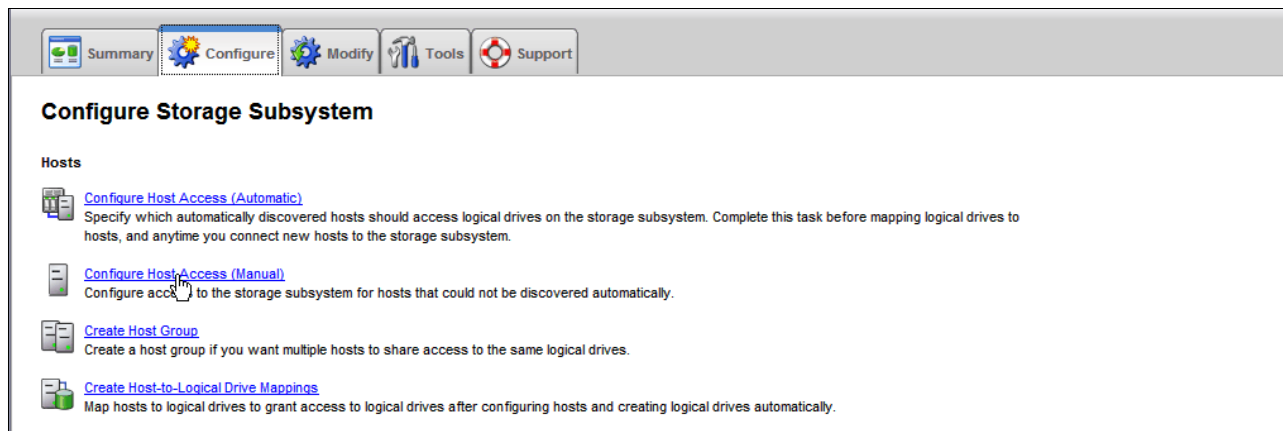 Summary Configure Modify Tools Support
Configure Storage Subsystem
Hosts
Configure Host Access (Automatic)
Specify which automatically discovered hosts should access logical drives on the storage subsystem. Complete this task before mapping logical drives to
hosts, and anytime you connect new hosts to the storage subsystem.
Configure Host Access (Manual)
Configure access to the storage subsystem for hosts that could not be discovered automatically.
Create Host Group
Create a host group if you want multiple hosts to share access to the same logical drives.
Create Host-to-Logical Drive Mappings
Map hosts to logical drives to grant access to logical drives after configuring hosts and creating logical drives automatically.